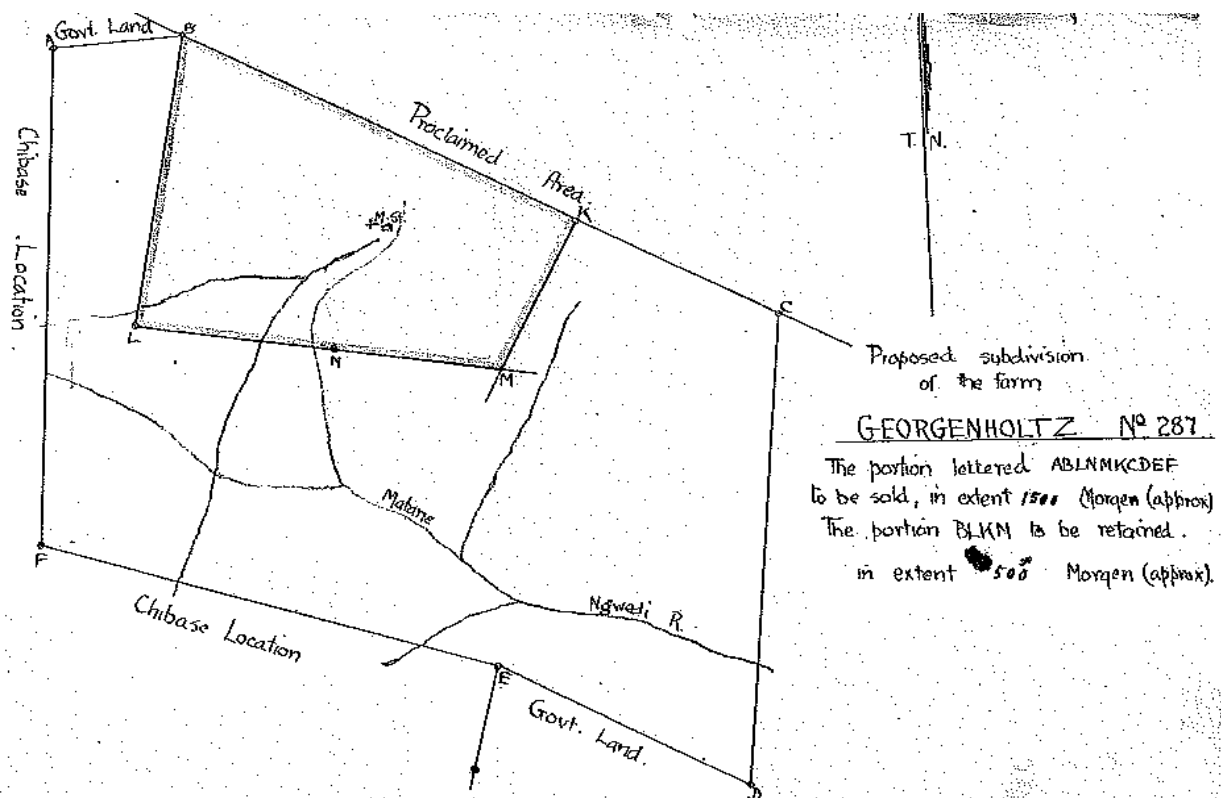 A
Govt. Land
B
Proclaimed
Area.
K
T. N.
Chibase Location.
C
L
N
M
Proposed subdivision
of the farm
GEORGENHOLTZ No 287
The portion lettered ABLNMKCDEF
to be sold, in extent 1500 Morgen (approx)
The portion BLKM to be retained.
in extent 500 Morgen (approx).
Matane
F
Ngwedi R.
Chibase Location
E
Govt. Land.
D